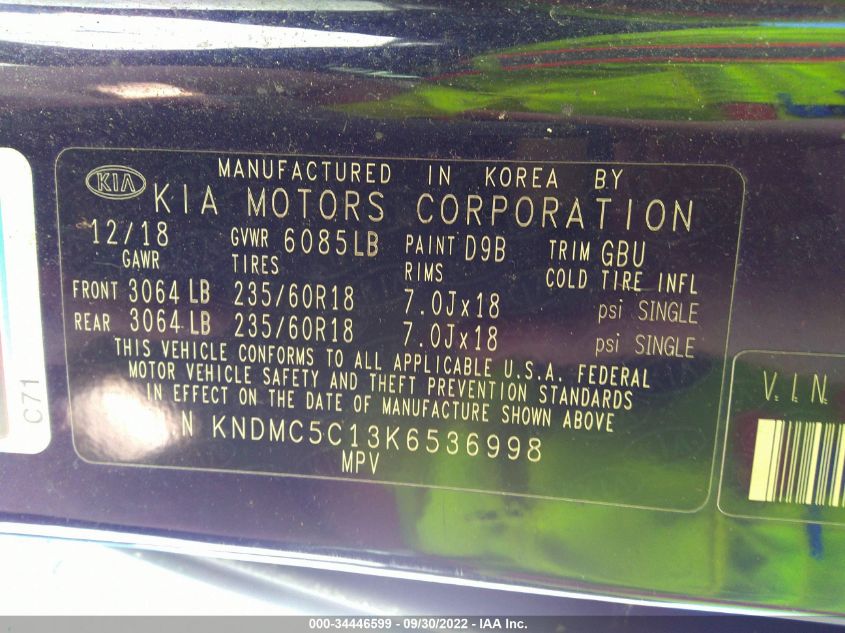 MANUFACTURED IN KOREA BY
KIA KIA MOTORS CORPORATION
12/18 GVWR 6085LB PAINT D9B TRIM GBU
GAWR TIRES RIMS COLD TIRE INFL
FRONT 3064 LB 235/60R18 7.0Jx18 psi SINGLE
REAR 3064 LB 235/60R18 7.0Jx18 psi SINGLE
THIS VEHICLE CONFORMS TO ALL APPLICABLE U.S.A. FEDERAL
MOTOR VEHICLE SAFETY AND THEFT PREVENTION STANDARDS
IN EFFECT ON THE DATE OF MANUFACTURE SHOWN ABOVE
N KNDMC5C13K6536998
MPV
C71
V.I.N.
000-34446599 - 09/30/2022 - IAA, Inc.